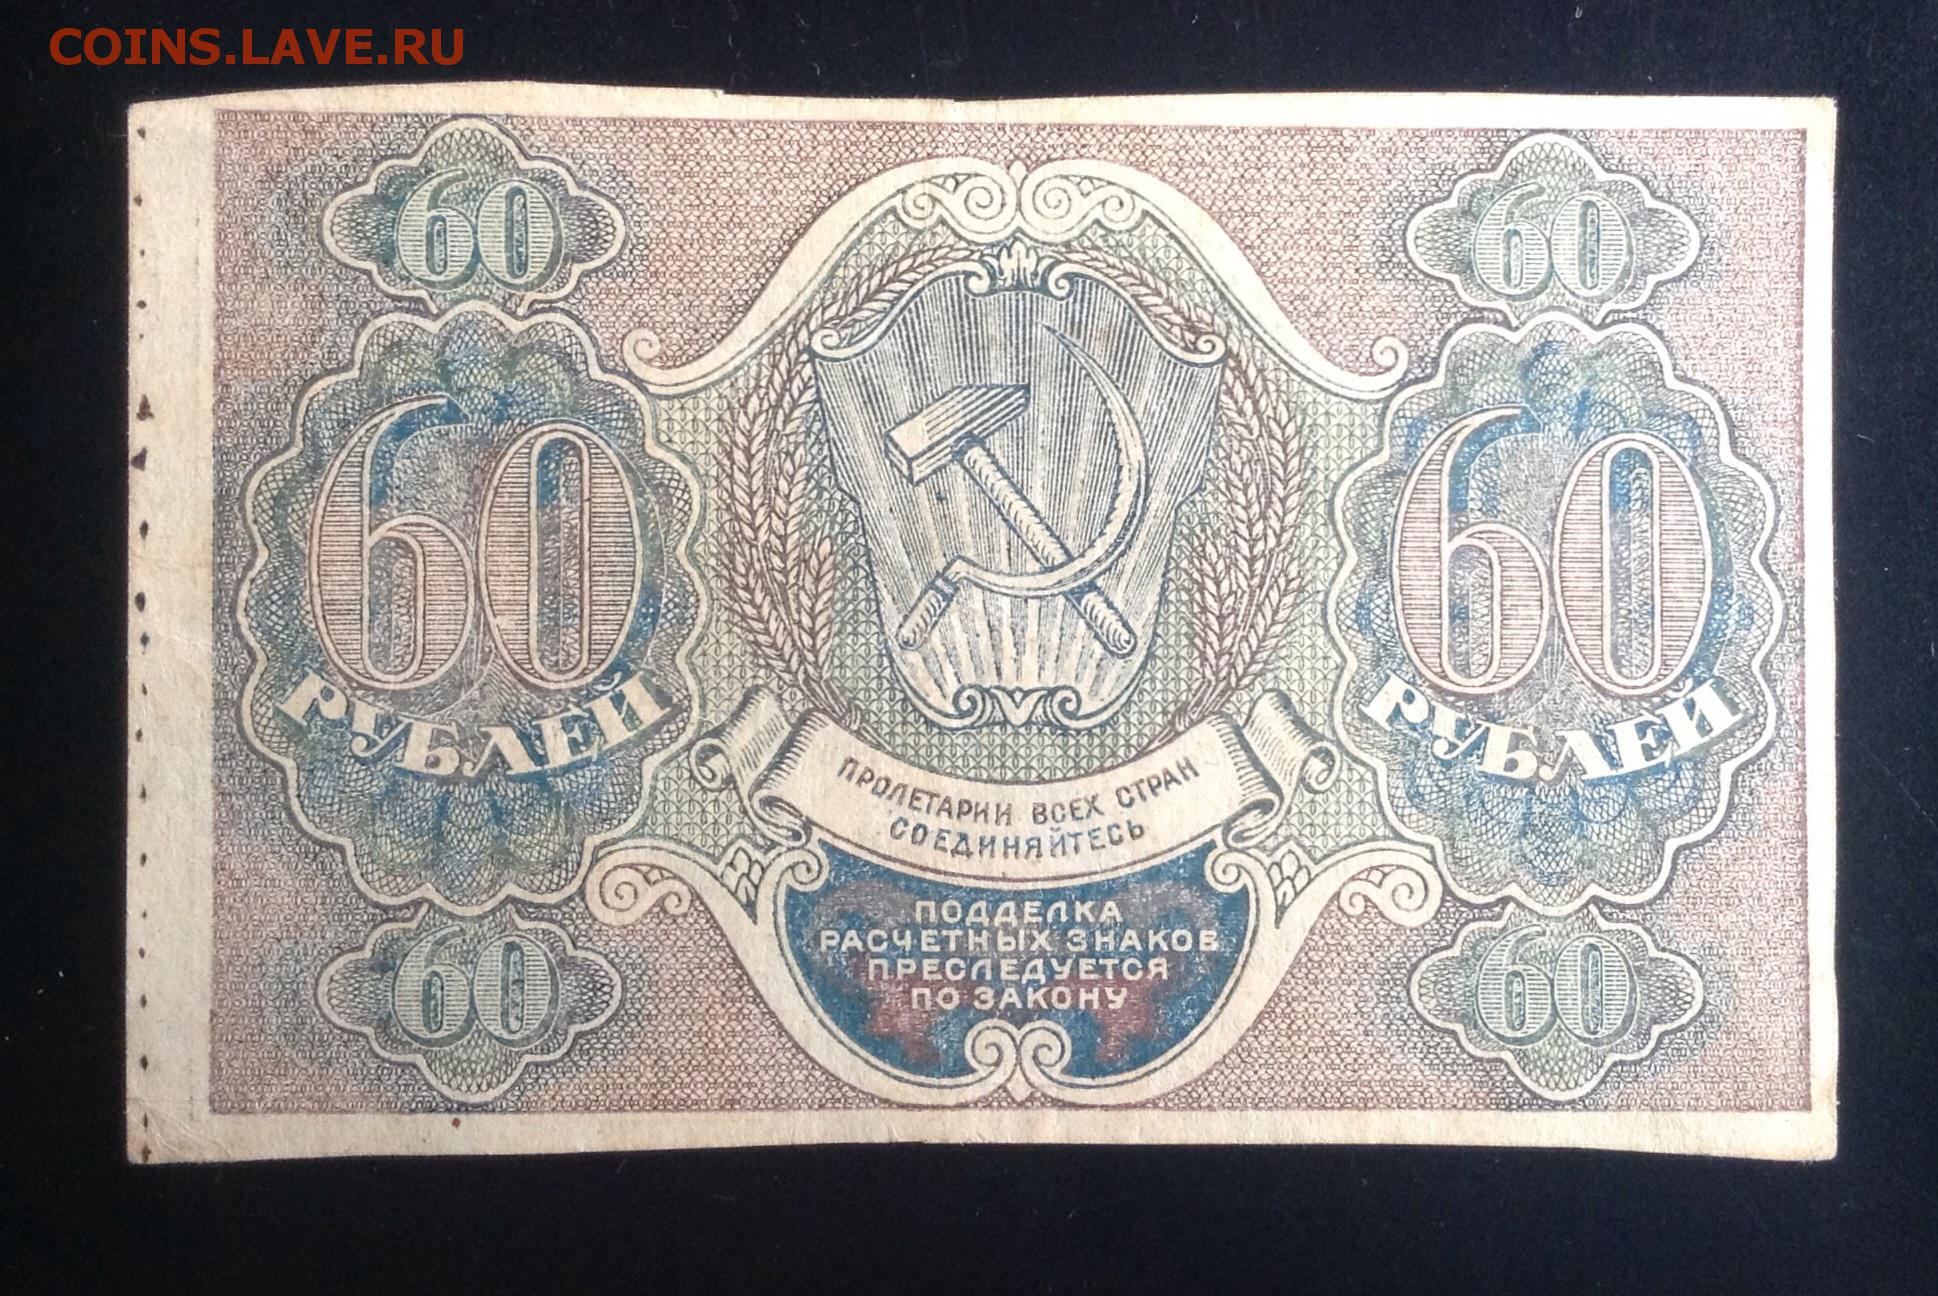 COINS.LAVE.RU
60
60
60
60
РУБЛЕЙ
РУБЛЕЙ
ПРОЛЕТАРИИ ВСЕХ СТРАН
СОЕДИНЯЙТЕСЬ
ПОДДЕЛКА
РАСЧЕТНЫХ ЗНАКОВ
ПРЕСЛЕДУЕТСЯ
ПО ЗАКОНУ
60
60